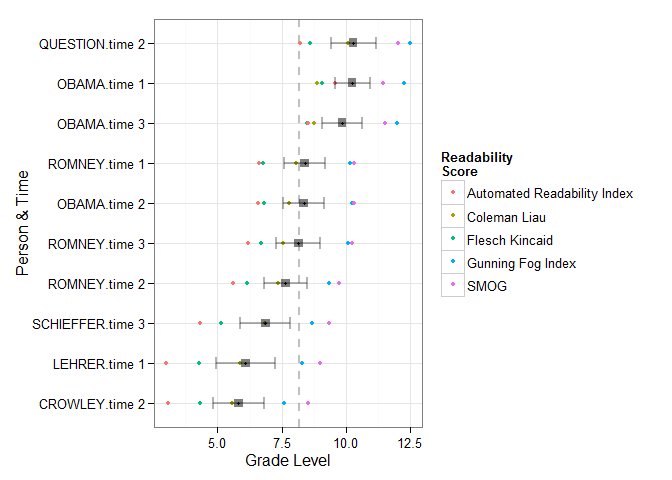 QUESTION.time 2
OBAMA.time 1
OBAMA.time 3
ROMNEY.time 1
OBAMA.time 2
ROMNEY.time 3
ROMNEY.time 2
SCHIEFFER.time 3
LEHRER.time 1
CROWLEY.time 2
Person & Time
5.0 7.5 10.0 12.5
Grade Level
Readability
Score
Automated Readability Index
Coleman Liau
Flesch Kincaid
Gunning Fog Index
SMOG